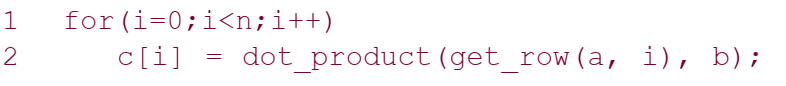 1 for(i=0;i<n;i++)
2 c[i] = dot_product(get_row(a, i), b);